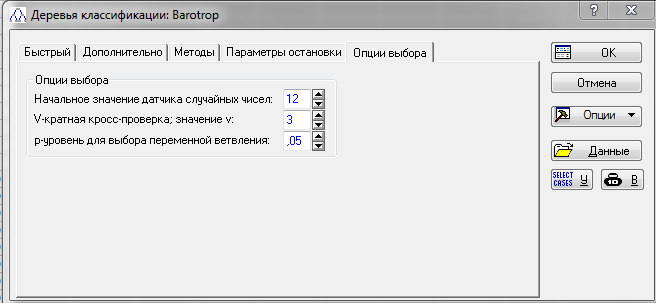 Деревья классификации: Barotrop
? X
Быстрый Дополнительно Методы Параметры остановки Опции выбора
Опции выбора
Начальное значение датчика случайных чисел: 12
V-кратная кросс-проверка; значение v: 3
p-уровень для выбора переменной ветвления: ,05
OK
Отмена
Опции
Данные
SELECT CASES У
10 В